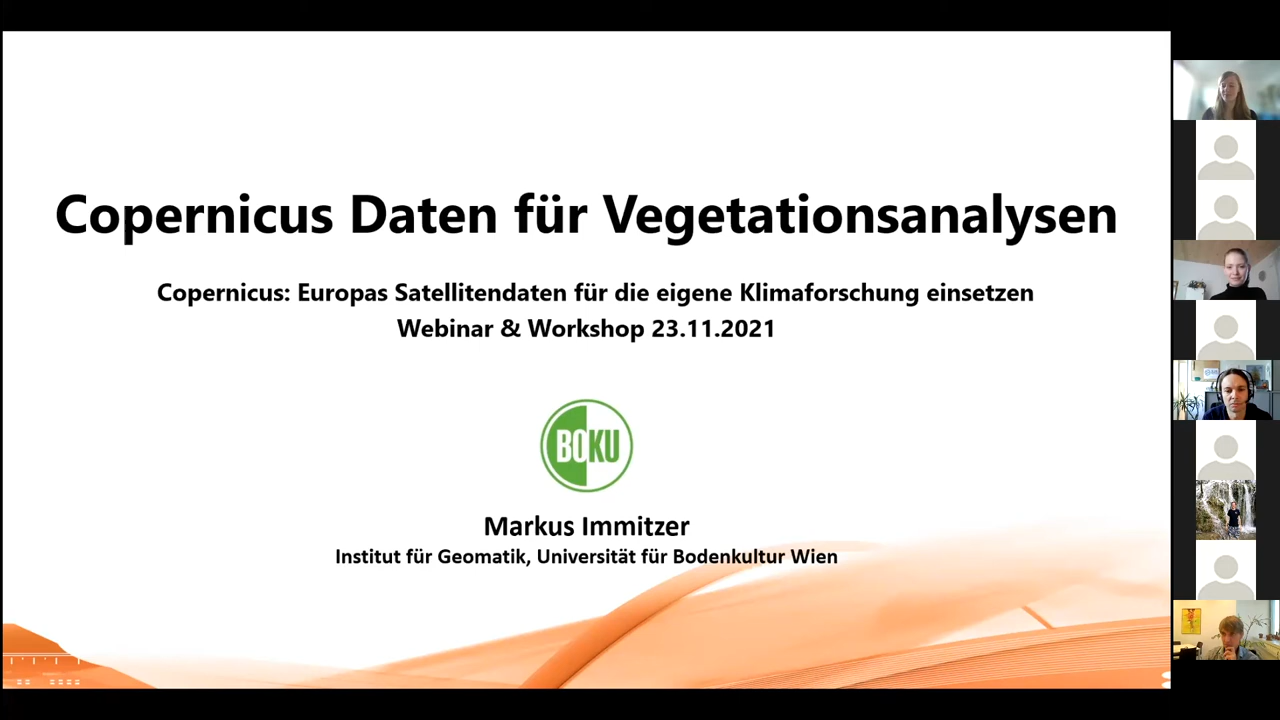 Copernicus Daten für Vegetationsanalysen
Copernicus: Europas Satellitendaten für die eigene Klimaforschung einsetzen
Webinar & Workshop 23.11.2021
BOKU
Markus Immitzer
Institut für Geomatik, Universität für Bodenkultur Wien